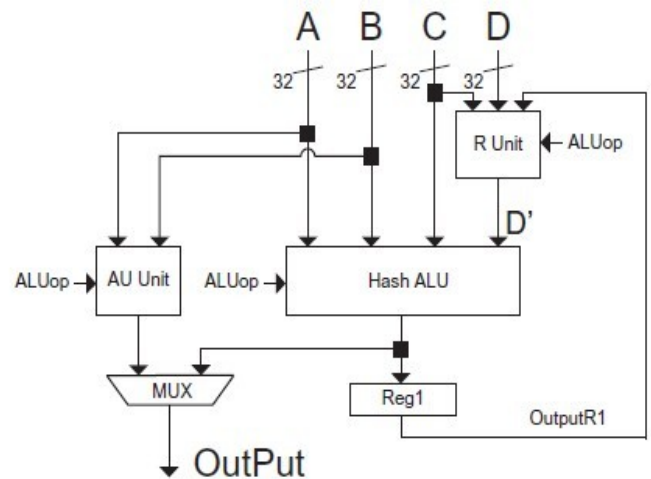 A B C D
32 32 32 32
R Unit
ALUop
D'
ALUop
AU Unit
ALUop
Hash ALU
MUX
Reg1
OutputR1
OutPut